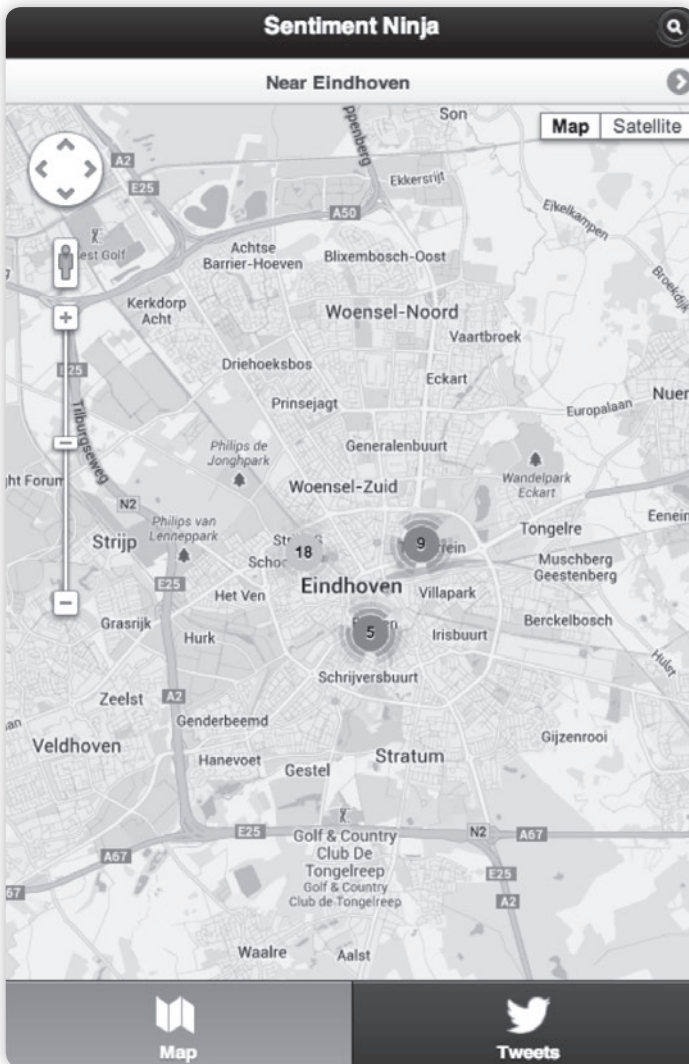 Sentiment Ninja
Near Eindhoven
Map Satellite
Son
A2
E25
Ekkersrijt
A50
Eikelkampen
Achtse
Barrier-Hoeven
Blixembosch-Oost
Broekdijk
Kerkdorp
Acht
Woensel-Noord
Vaartbroek
E25
Driehoeksbos
Eckart
Prinsejagt
Europalaan
Tilburgseweg
Philips de
Jonghpark
Generalenbuurt
Woensel-Zuid
Wandelpark
Eckart
N2
Philips van
Lenneppark
Strijp
Tongelre
18
9
Muschberg
Geestenberg
E25
Het Ven
Eindhoven
Villapark
Grasrijk
Hurk
5
Irisbuurt
Berckelbosch
Hulst
Schrijversbuurt
Zeelst
A2
Genderbeemd
Veldhoven
Hanevoet
Gestel
Stratum
Gijzenrooi
E25
Golf & Country
Club De
Tongelreep
Golf & Country
Club de Tongelreep
N2
A67
A67
E25
A2
Waalre
Aalst
Map
Tweets